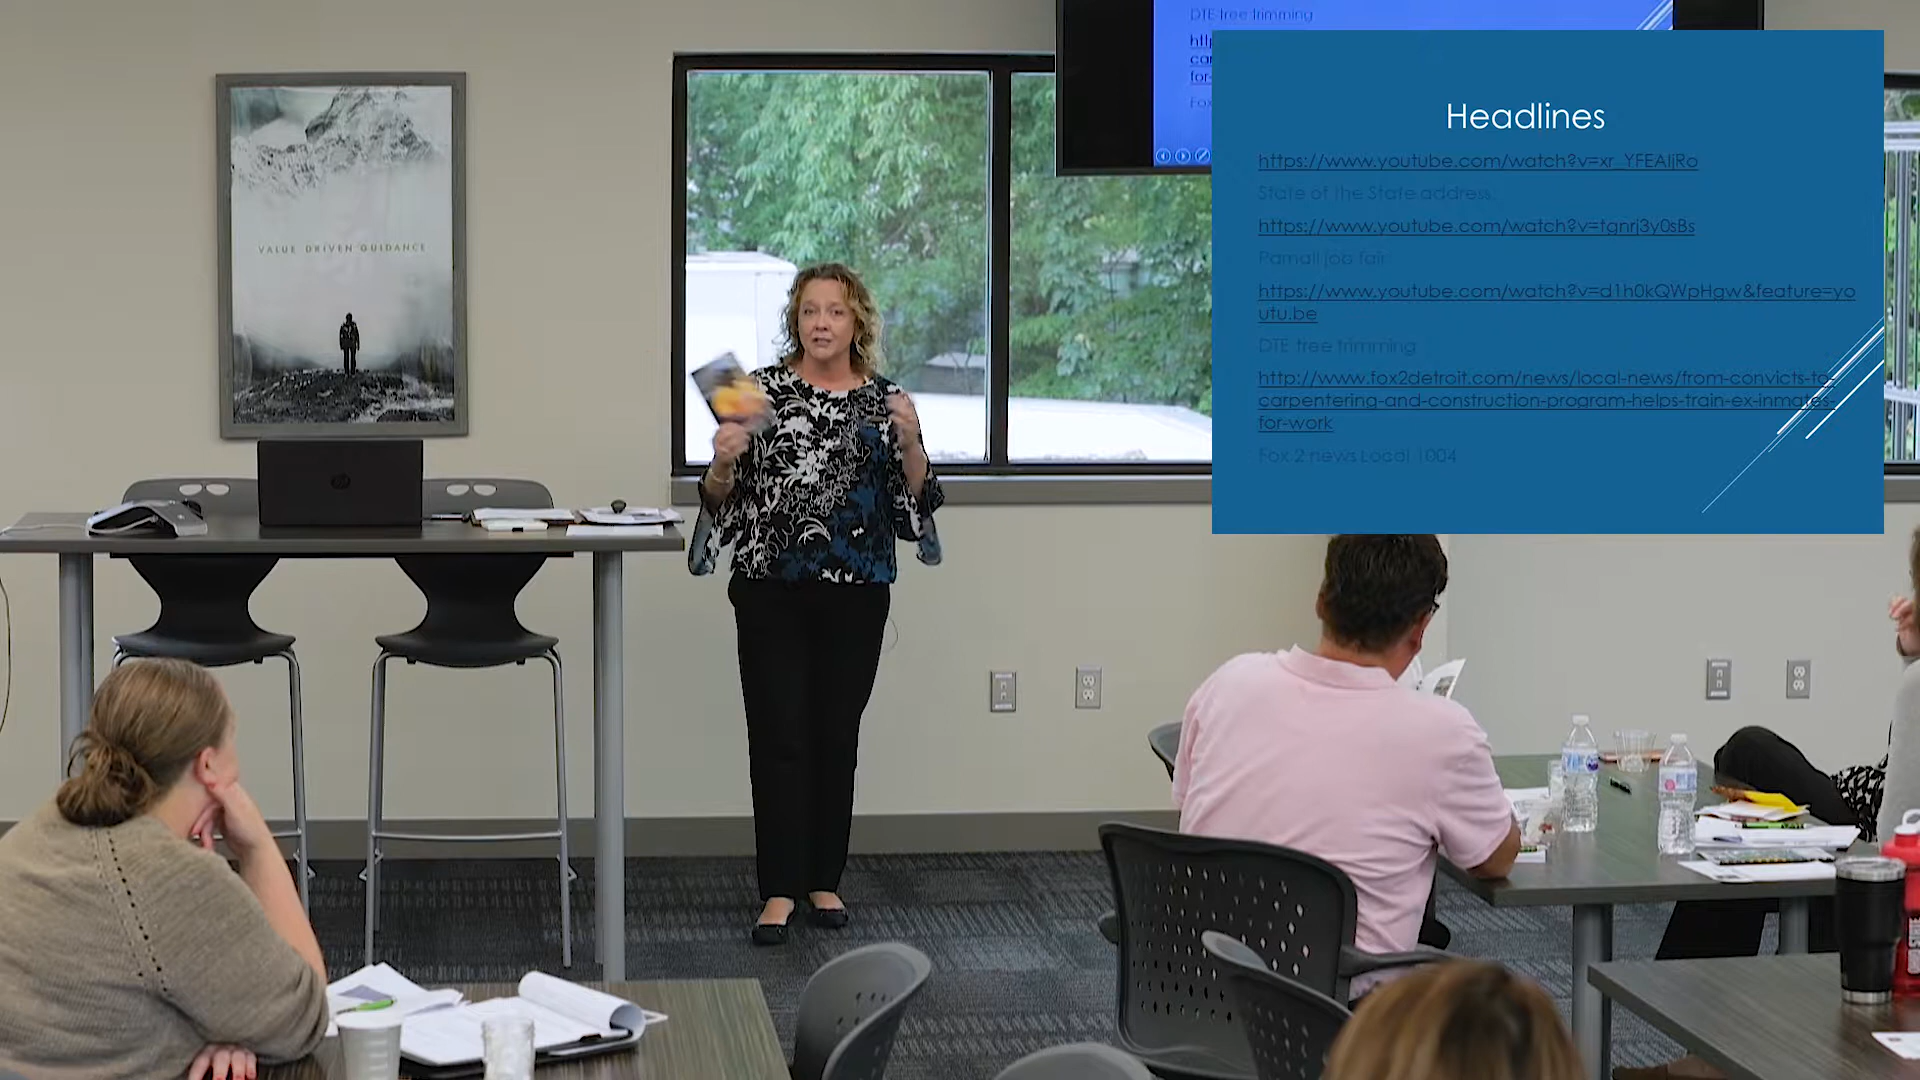 VALUE DRIVEN GUIDANCE
DTE tree trimming
Headlines
https://www.youtube.com/watch?v=xr_YFEAIjRo
State of the State address
https://www.youtube.com/watch?v=tgnrj3y0sBs
Parnall job fair
https://www.youtube.com/watch?v=d1h0kQWpHgw&feature=yo
utu.be
DTE tree trimming
http://www.fox2detroit.com/news/local-news/from-convicts-to-
carpentering-and-construction-program-helps-train-ex-inmates-
for-work
Fox 2 news Local 1004